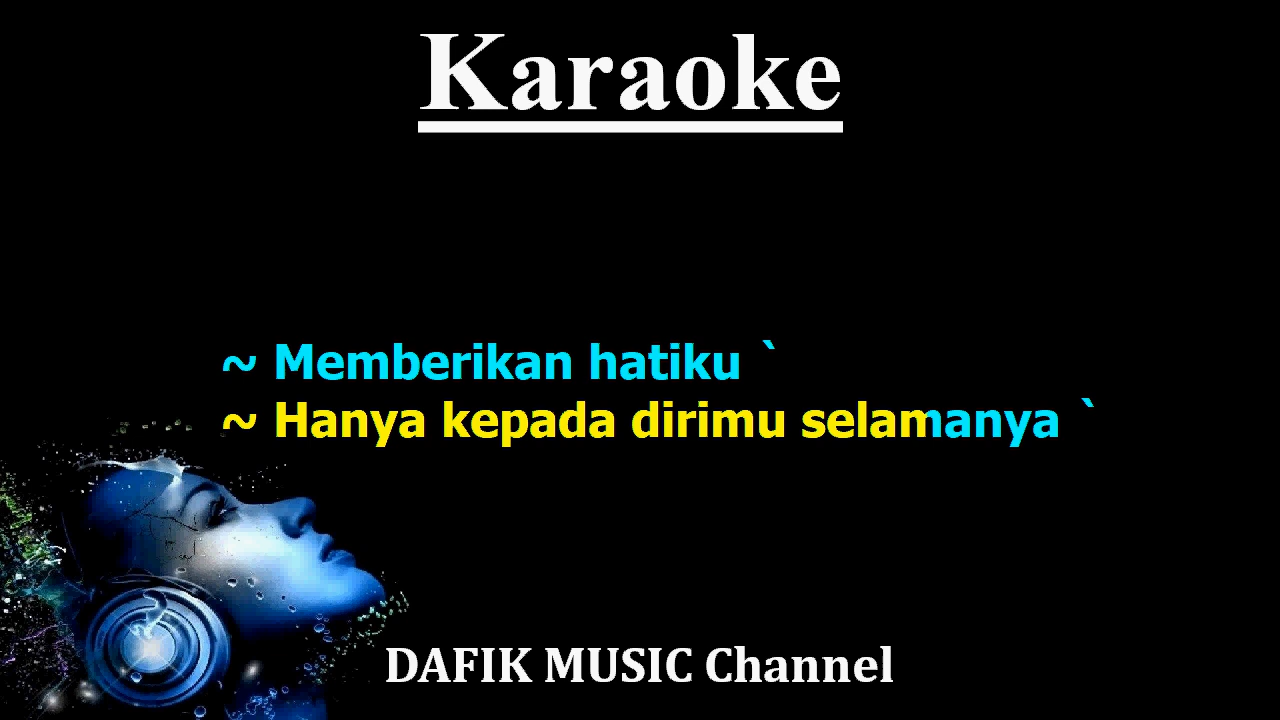 Karaoke
~ Memberikan hatiku `
~ Hanya kepada dirimu selamanya `
DAFIK MUSIC Channel